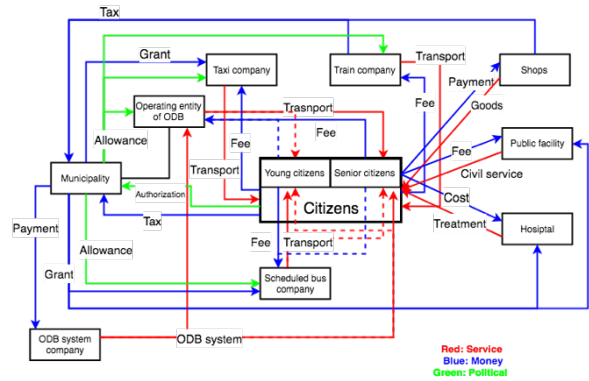 Tax
Grant
Taxi company
Train company
Transport
Shops
Payment
Goods
Operating entity
of ODB
Trasnport
Fee
Fee
Fee
Allowance
Fee
Public facility
Civil service
Municipality
Transport
Young citizens
Senior citizens
Citizens
Authorization
Cost
Treatment
Hosiptal
Tax
Payment
Allowance
Fee
Transport
Grant
Scheduled bus
company
ODB system
company
ODB system
Red: Service
Blue: Money
Green: Political